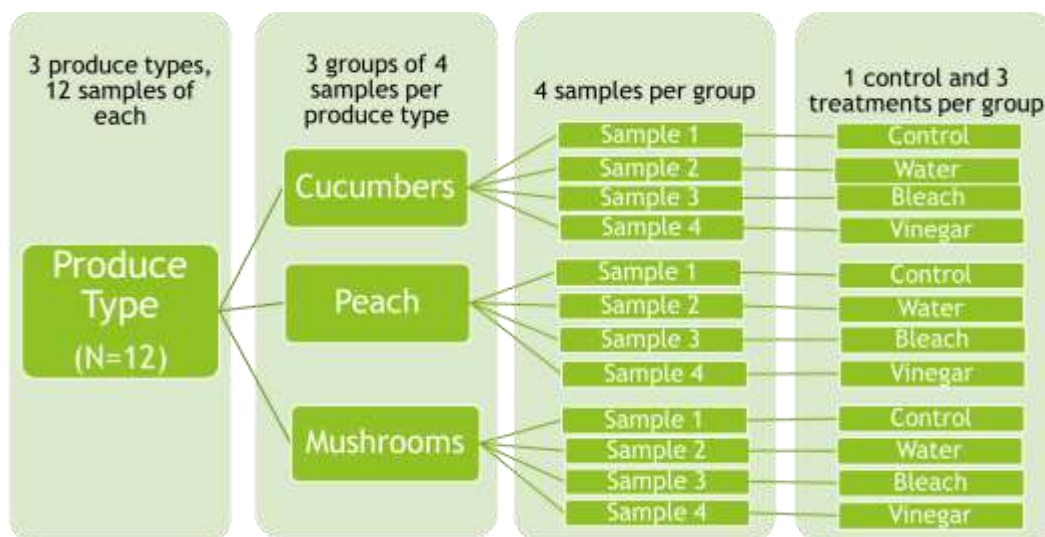 3 produce types,
12 samples of
each
Produce
Type
(N=12)
3 groups of 4
samples per
produce type
Cucumbers
Peach
Mushrooms
4 samples per group
Sample 1
Sample 2
Sample 3
Sample 4
Sample 1
Sample 2
Sample 3
Sample 4
Sample 1
Sample 2
Sample 3
Sample 4
1 control and 3
treatments per group
Control
Water
Bleach
Vinegar
Control
Water
Bleach
Vinegar
Control
Water
Bleach
Vinegar